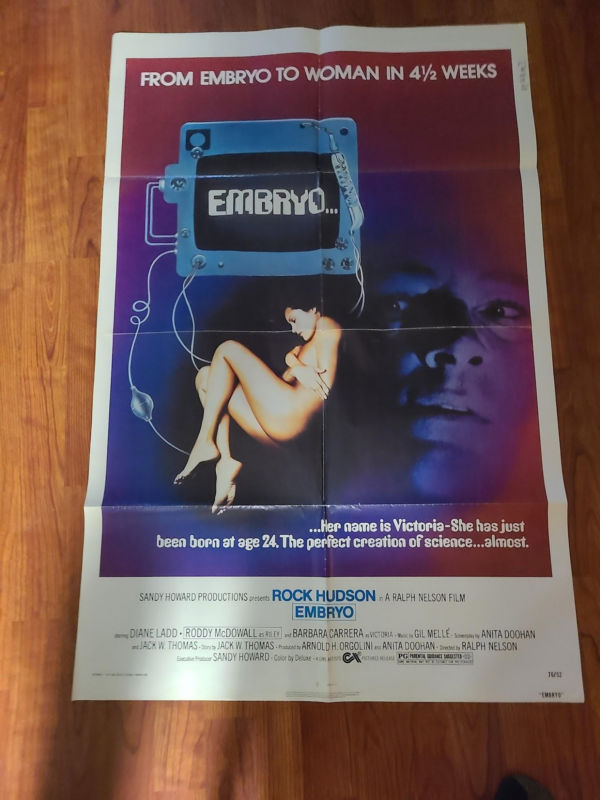 FROM EMBRYO TO WOMAN IN 4½ WEEKS
EMBRYO...
...Her name is Victoria-She has just
been born at age 24. The perfect creation of science...almost.
SANDY HOWARD PRODUCTIONS presents ROCK HUDSON in A RALPH NELSON FILM
EMBRYO
starring DIANE LADD • RODDY McDOWALL as RILEY and BARBARA CARRERA as VICTORIA • Music by GIL MELLÉ • Screenplay by ANITA DOOHAN
and JACK W. THOMAS • Story by JACK W. THOMAS • Produced by ARNOLD H. ORGOLINI and ANITA DOOHAN • Directed by RALPH NELSON
Executive Producer SANDY HOWARD • Color by Deluxe • A CINE ARTISTS PICTURES RELEASE PG PARENTAL GUIDANCE SUGGESTED
76/52
"EMBRYO"